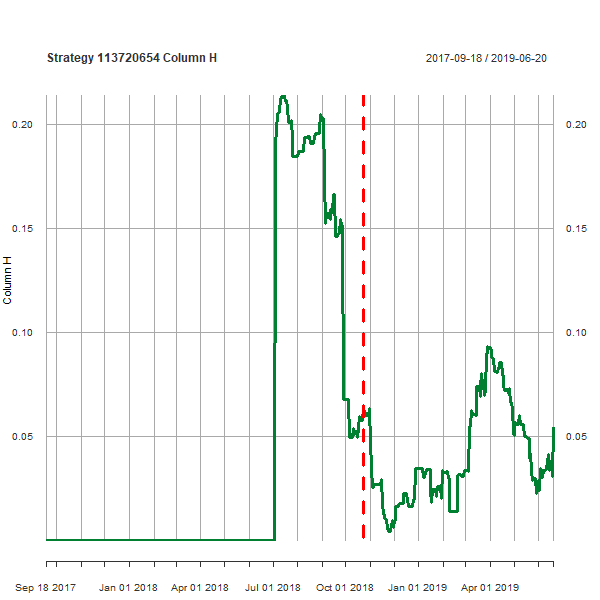 Strategy 113720654 Column H 2017-09-18 / 2019-06-20
0.20 0.20
0.15 0.15
Column H
0.10 0.10
0.05 0.05
Sep 18 2017 Jan 01 2018 Apr 01 2018 Jul 01 2018 Oct 01 2018 Jan 01 2019 Apr 01 2019